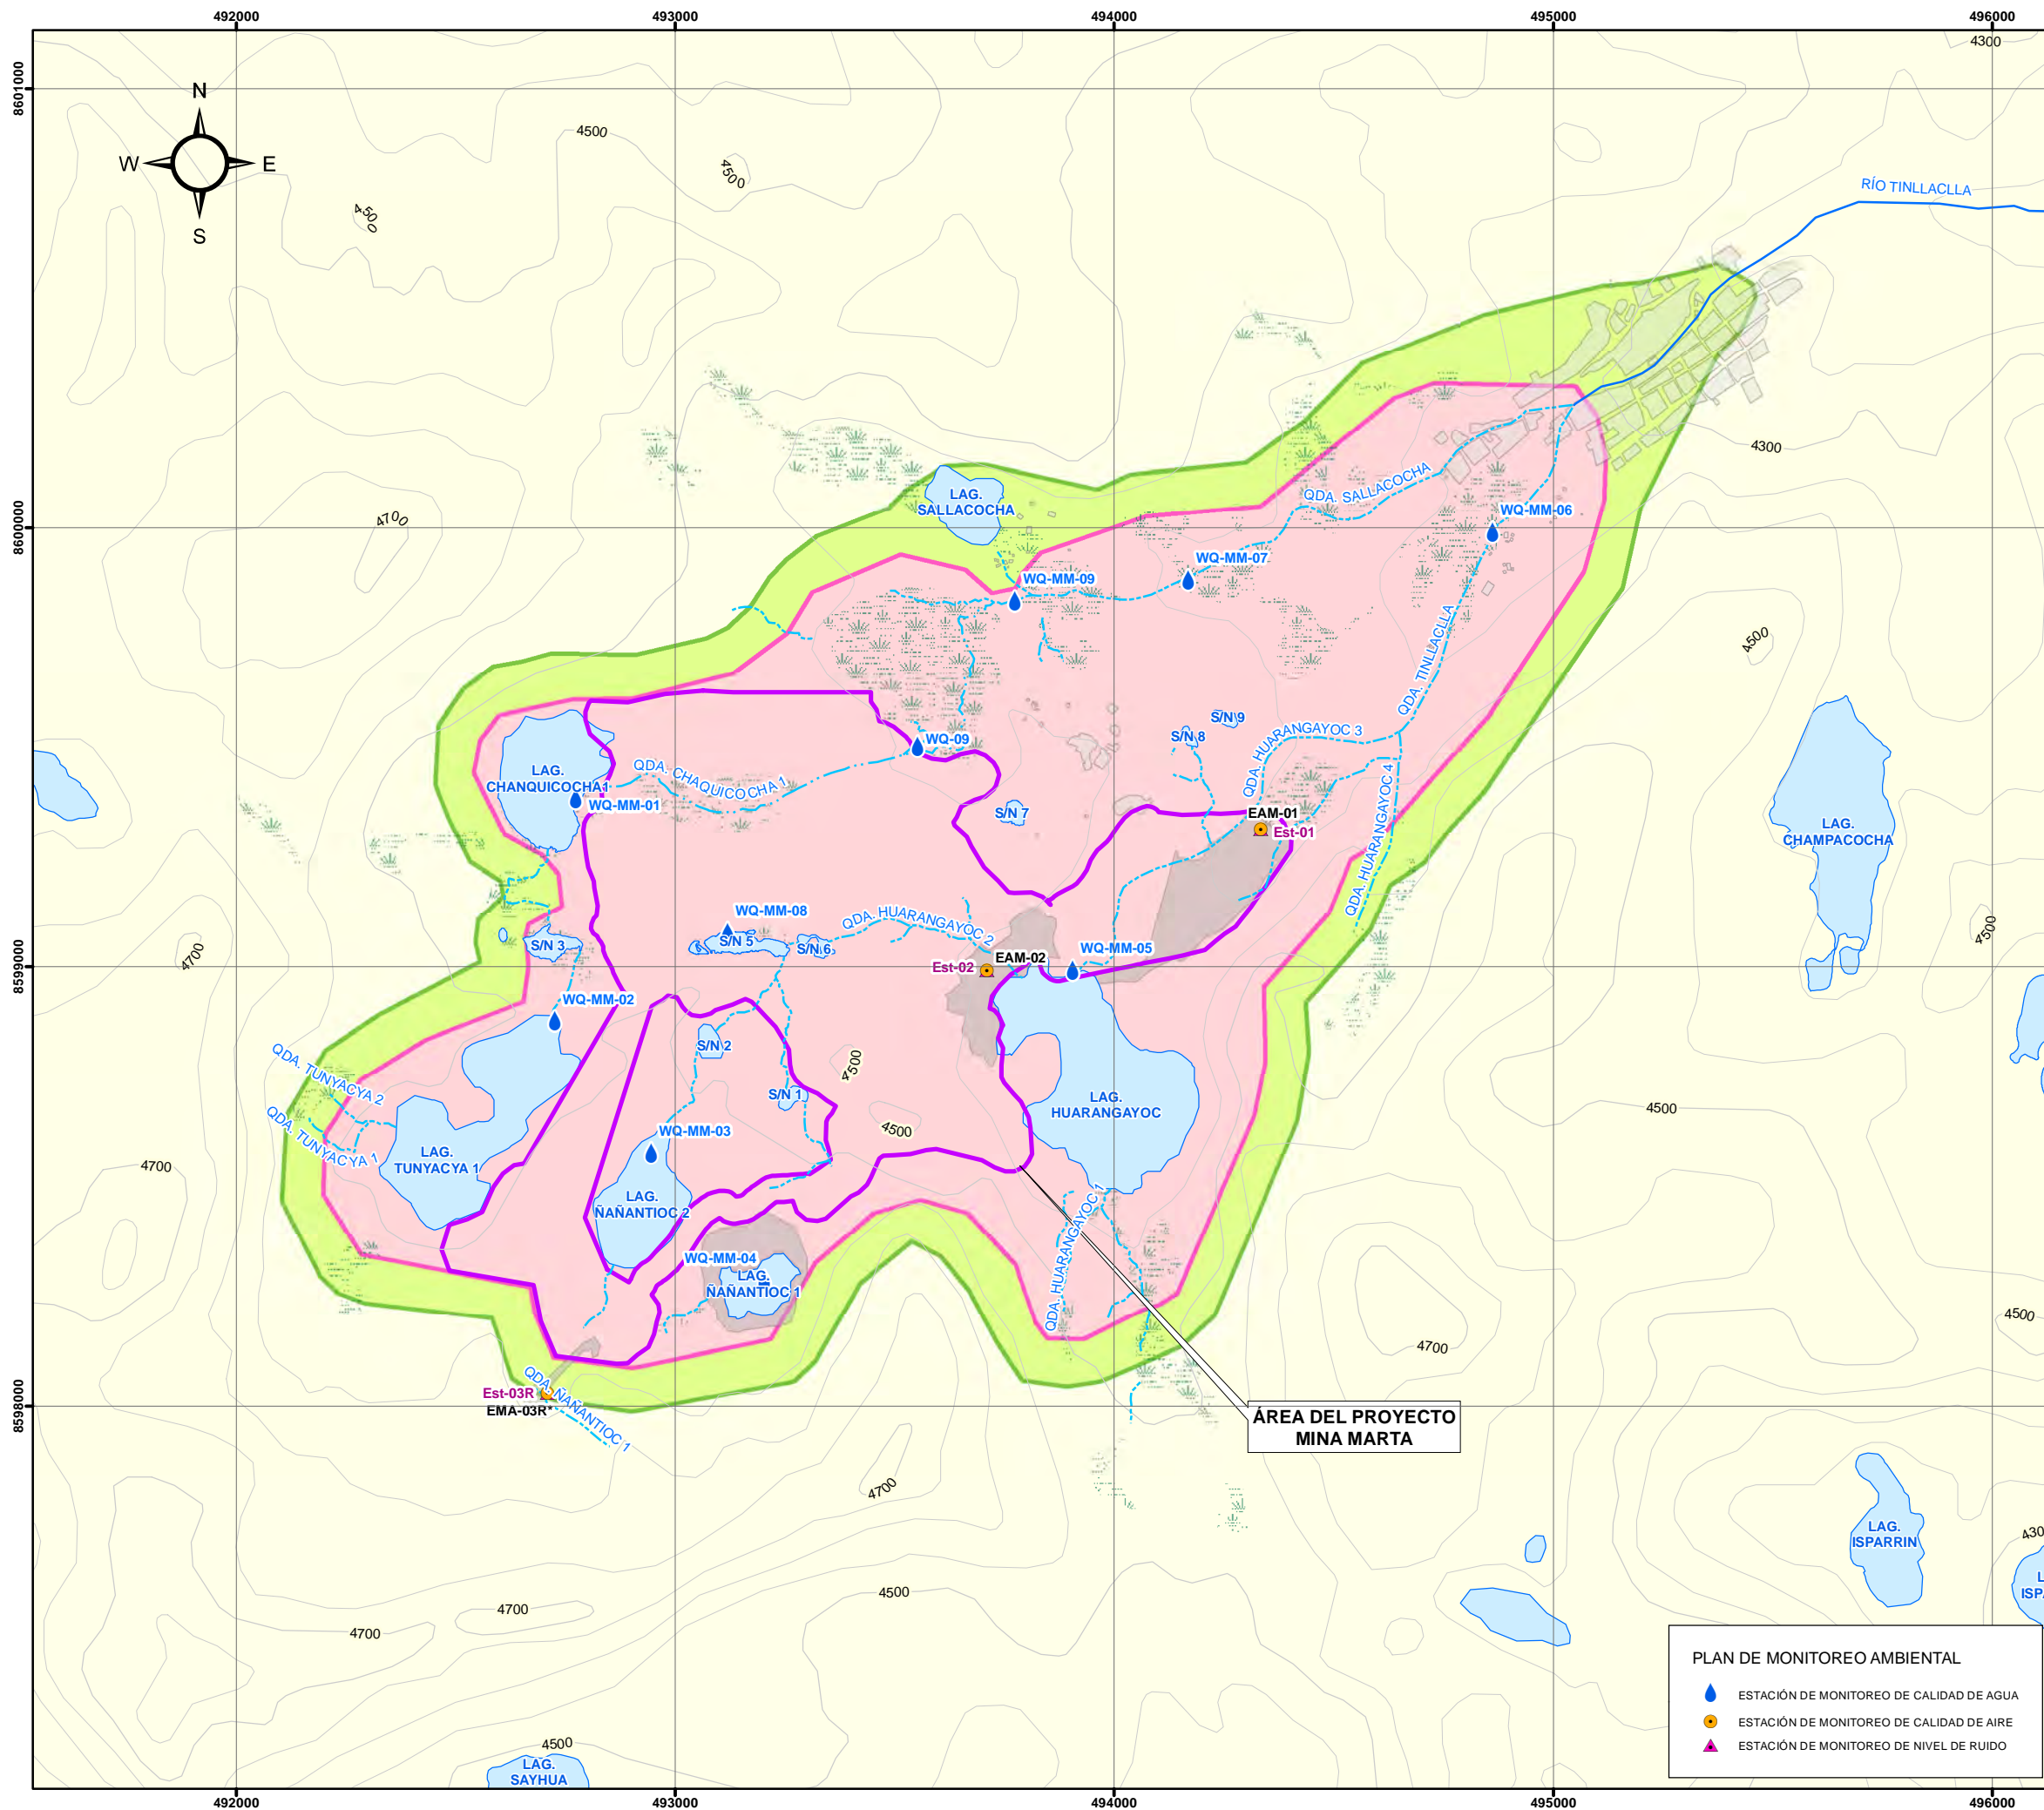 492000
493000
494000
495000
496000
8601000
8600000
8599000
8598000
N
W
E
S
4300
4500
4500
4500
RÍO TINLLACLLA
4300
4700
LAG.
SALLACOCHA
QDA. SALLACOCHA
WQ-MM-06
WQ-MM-07
WQ-MM-09
4500
QDA. TINLLACLLA
S/N 9
S/N 8
QDA. HUARANGAYOC 3
WQ-09
LAG.
CHANQUICOCHA1
WQ-MM-01
QDA. CHAQUICOCHA 1
QDA. HUARANGAYOC 4
S/N 7
EAM-01
Est-01
LAG.
CHAMPACOCHA
WQ-MM-08
QDA. HUARANGAYOC 2
S/N 3
S/N 5
S/N 6
4700
4500
WQ-MM-05
EAM-02
Est-02
WQ-MM-02
S/N 2
4500
S/N 1
QDA. TUNYACYA 2
QDA. TUNYACYA 1
LAG.
HUARANGAYOC
4500
4500
WQ-MM-03
LAG.
TUNYACYA 1
4700
LAG.
ÑAÑANTIOC 2
QDA. HUARANGAYOC 1
WQ-MM-04
LAG.
ÑAÑANTIOC 1
4500
4700
Est-03R
EMA-03R*
QDA. ÑAÑANTIOC 1
ÁREA DEL PROYECTO
MINA MARTA
4700
LAG.
ISPARRIN
430
L
ISPA
4500
4700
4700
4500
LAG.
SAYHUA
PLAN DE MONITOREO AMBIENTAL
ESTACIÓN DE MONITOREO DE CALIDAD DE AGUA
ESTACIÓN DE MONITOREO DE CALIDAD DE AIRE
ESTACIÓN DE MONITOREO DE NIVEL DE RUIDO
492000
493000
494000
495000
496000